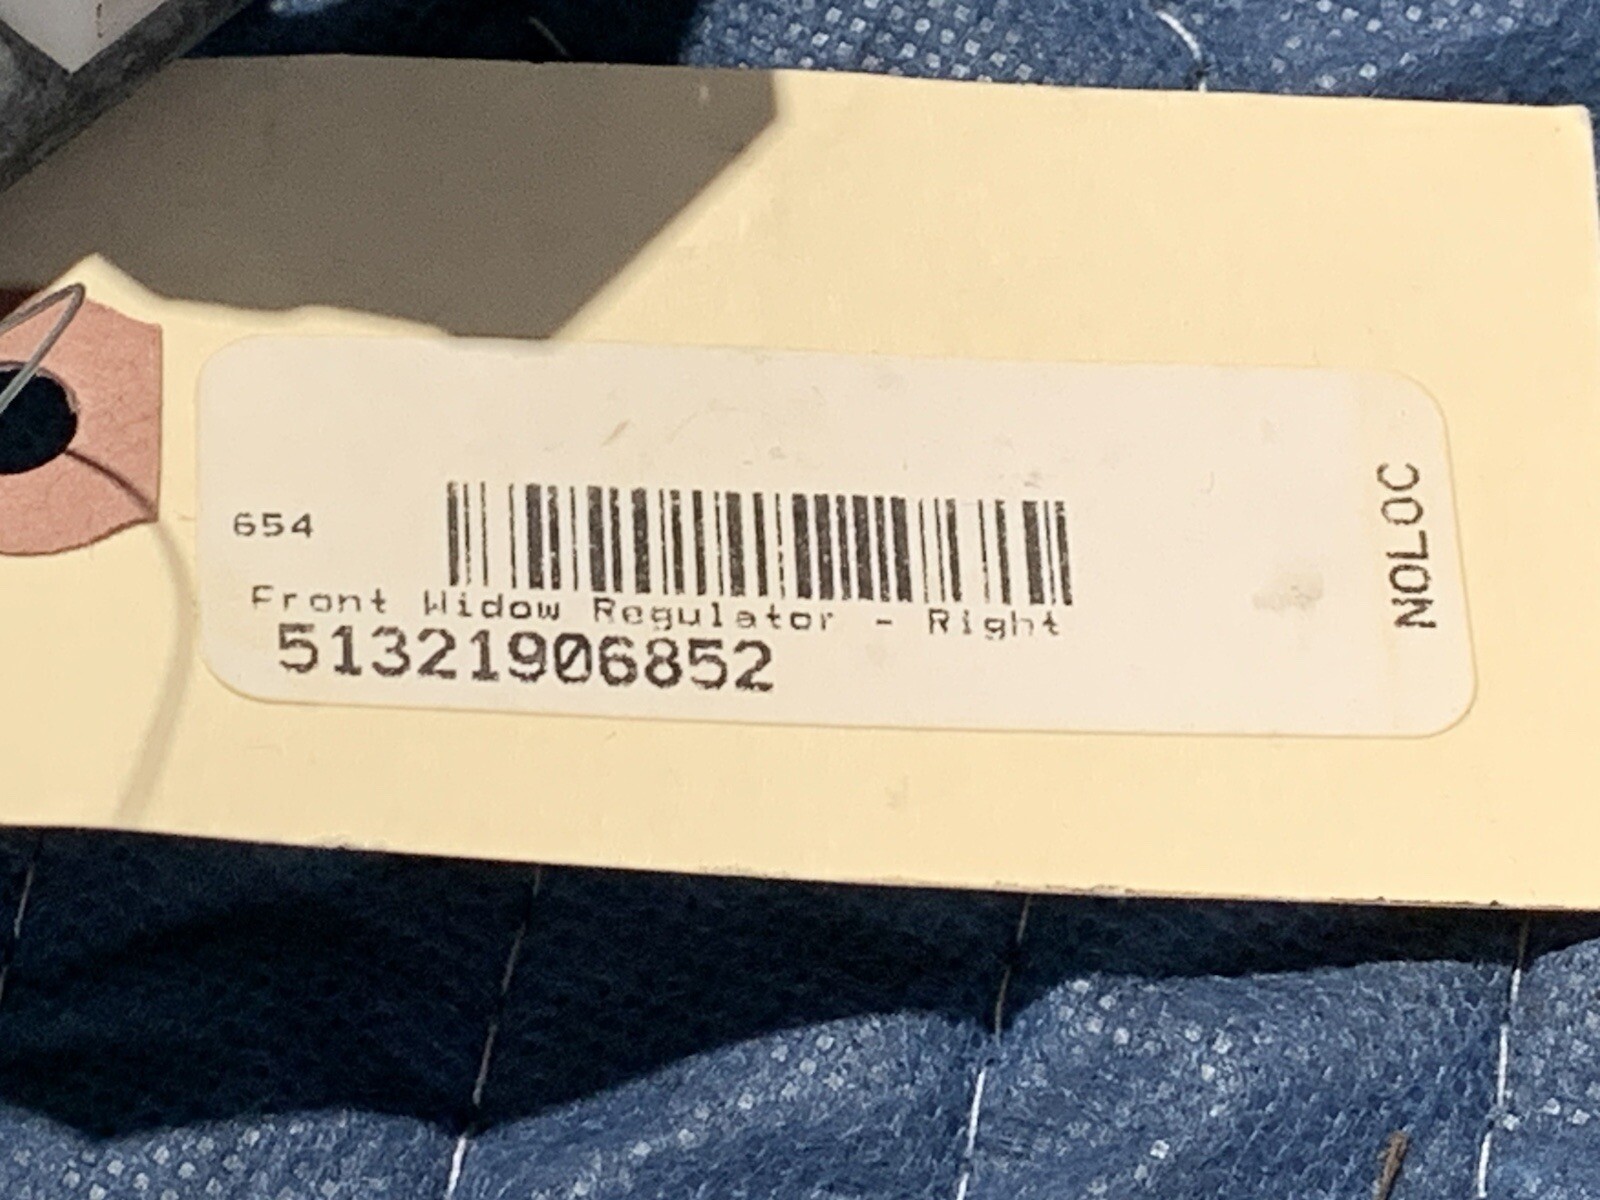 654
Front Widow Regulator - Right
51321906852
NOLOC